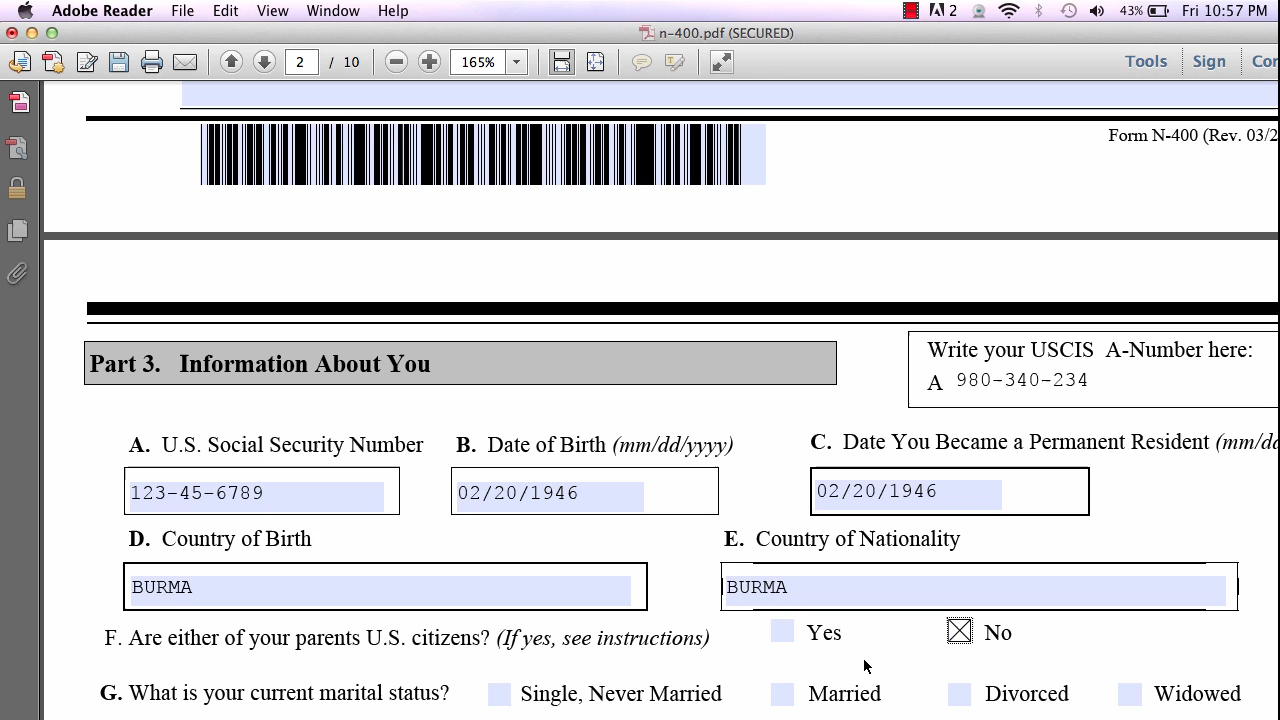 Adobe Reader File Edit View Window Help 2 43% Fri 10:57 PM
n-400.pdf (SECURED)
2 / 10 165% Tools Sign Co
Form N-400 (Rev. 03/2
Part 3. Information About You
Write your USCIS A-Number here:
A 980-340-234
A. U.S. Social Security Number B. Date of Birth (mm/dd/yyyy) C. Date You Became a Permanent Resident (mm/dd
123-45-6789 02/20/1946 02/20/1946
D. Country of Birth E. Country of Nationality
BURMA BURMA
F. Are either of your parents U.S. citizens? (If yes, see instructions) Yes No
G. What is your current marital status? Single, Never Married Married Divorced Widowed